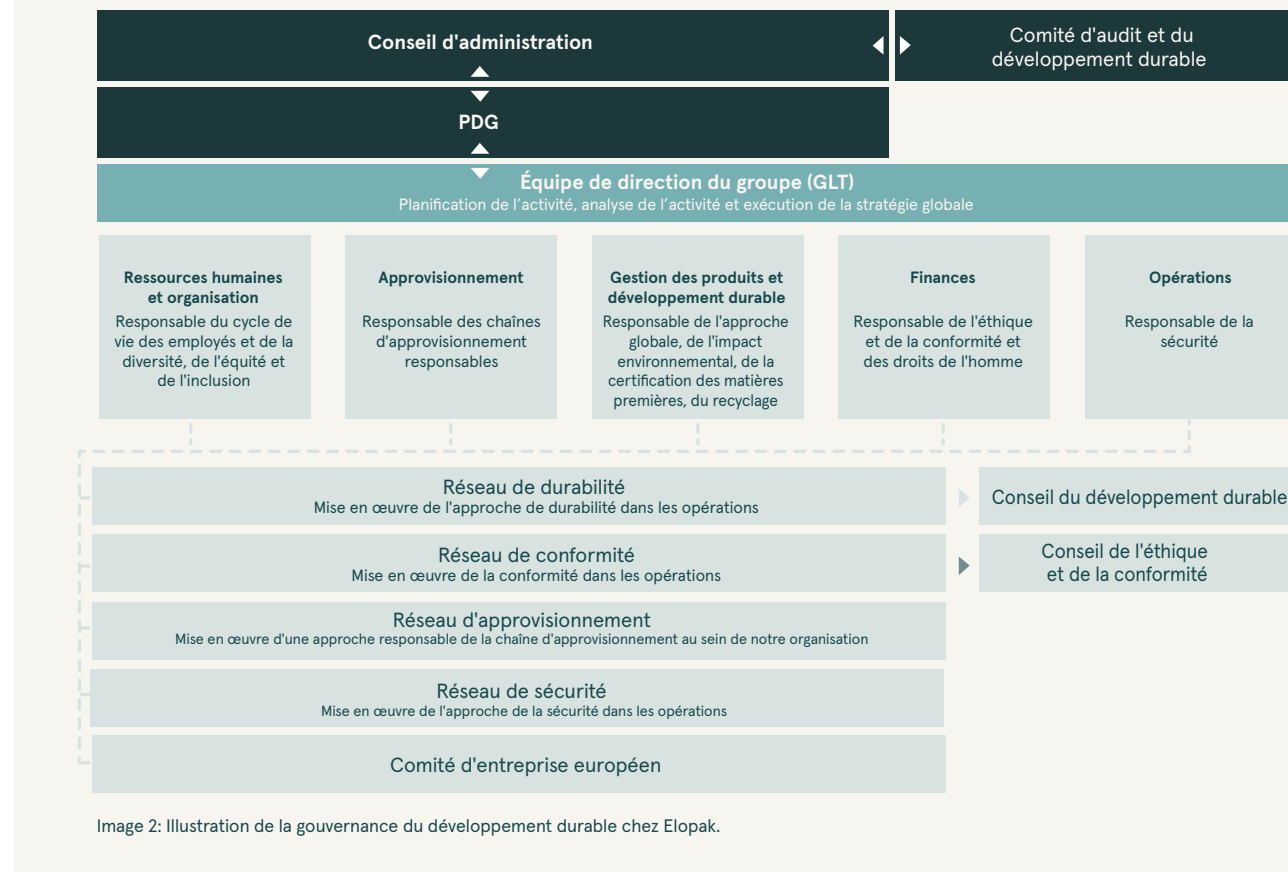 Conseil d'administration
Comité d'audit et du
développement durable
PDG
Équipe de direction du groupe (GLT)
Planification de l’activité, analyse de l’activité et exécution de la stratégie globale
Ressources humaines
et organisation
Responsable du cycle de
vie des employés et de la
diversité, de l'équité et
de l'inclusion
Approvisionnement
Responsable des chaînes
d'approvisionnement
responsables
Gestion des produits et
développement durable
Responsable de l'approche
globale, de l'impact
environnemental, de la
certification des matières
premières, du recyclage
Finances
Responsable de l'éthique
et de la conformité et
des droits de l'homme
Opérations
Responsable de la
sécurité
Réseau de durabilité
Mise en œuvre de l'approche de durabilité dans les opérations
Conseil du développement durable
Réseau de conformité
Mise en œuvre de la conformité dans les opérations
Conseil de l'éthique
et de la conformité
Réseau d'approvisionnement
Mise en œuvre d'une approche responsable de la chaîne d'approvisionnement au sein de notre organisation
Réseau de sécurité
Mise en œuvre de l'approche de la sécurité dans les opérations
Comité d'entreprise européen
Image 2: Illustration de la gouvernance du développement durable chez Elopak.